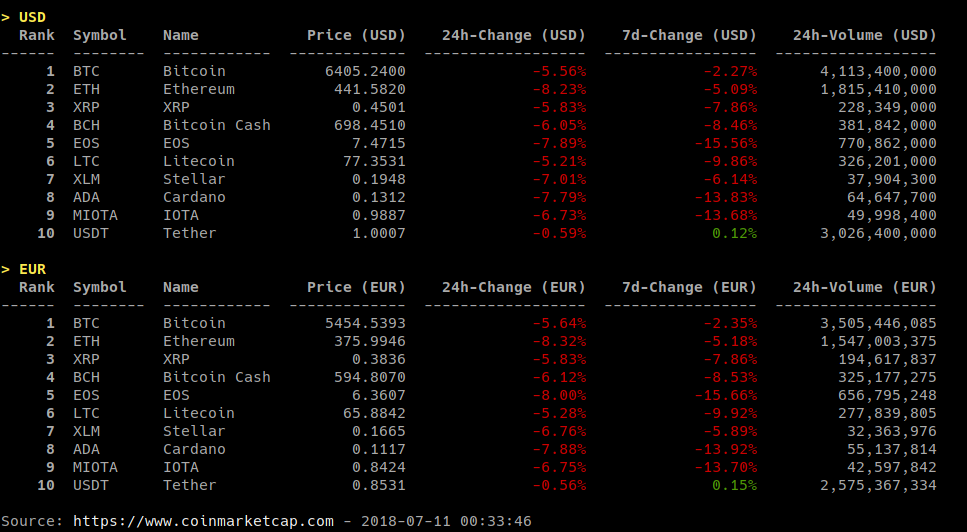 > USD
Rank Symbol Name Price (USD) 24h-Change (USD) 7d-Change (USD) 24h-Volume (USD)
------ -------- ------------ ------------- ------------------ ----------------- ------------------
1 BTC Bitcoin 6405.2400 -5.56% -2.27% 4,113,400,000
2 ETH Ethereum 441.5820 -8.23% -5.09% 1,815,410,000
3 XRP XRP 0.4501 -5.83% -7.86% 228,349,000
4 BCH Bitcoin Cash 698.4510 -6.05% -8.46% 381,842,000
5 EOS EOS 7.4715 -7.89% -15.56% 770,862,000
6 LTC Litecoin 77.3531 -5.21% -9.86% 326,201,000
7 XLM Stellar 0.1948 -7.01% -6.14% 37,904,300
8 ADA Cardano 0.1312 -7.79% -13.83% 64,647,700
9 MIOTA IOTA 0.9887 -6.73% -13.68% 49,998,400
10 USDT Tether 1.0007 -0.59% 0.12% 3,026,400,000
> EUR
Rank Symbol Name Price (EUR) 24h-Change (EUR) 7d-Change (EUR) 24h-Volume (EUR)
------ -------- ------------ ------------- ------------------ ----------------- ------------------
1 BTC Bitcoin 5454.5393 -5.64% -2.35% 3,505,446,085
2 ETH Ethereum 375.9946 -8.32% -5.18% 1,547,003,375
3 XRP XRP 0.3836 -5.83% -7.86% 194,617,837
4 BCH Bitcoin Cash 594.8070 -6.12% -8.53% 325,177,275
5 EOS EOS 6.3607 -8.00% -15.66% 656,795,248
6 LTC Litecoin 65.8842 -5.28% -9.92% 277,839,805
7 XLM Stellar 0.1665 -6.76% -5.89% 32,363,976
8 ADA Cardano 0.1117 -7.88% -13.92% 55,137,814
9 MIOTA IOTA 0.8424 -6.75% -13.70% 42,597,842
10 USDT Tether 0.8531 -0.56% 0.15% 2,575,367,334
Source: https://www.coinmarketcap.com - 2018-07-11 00:33:46